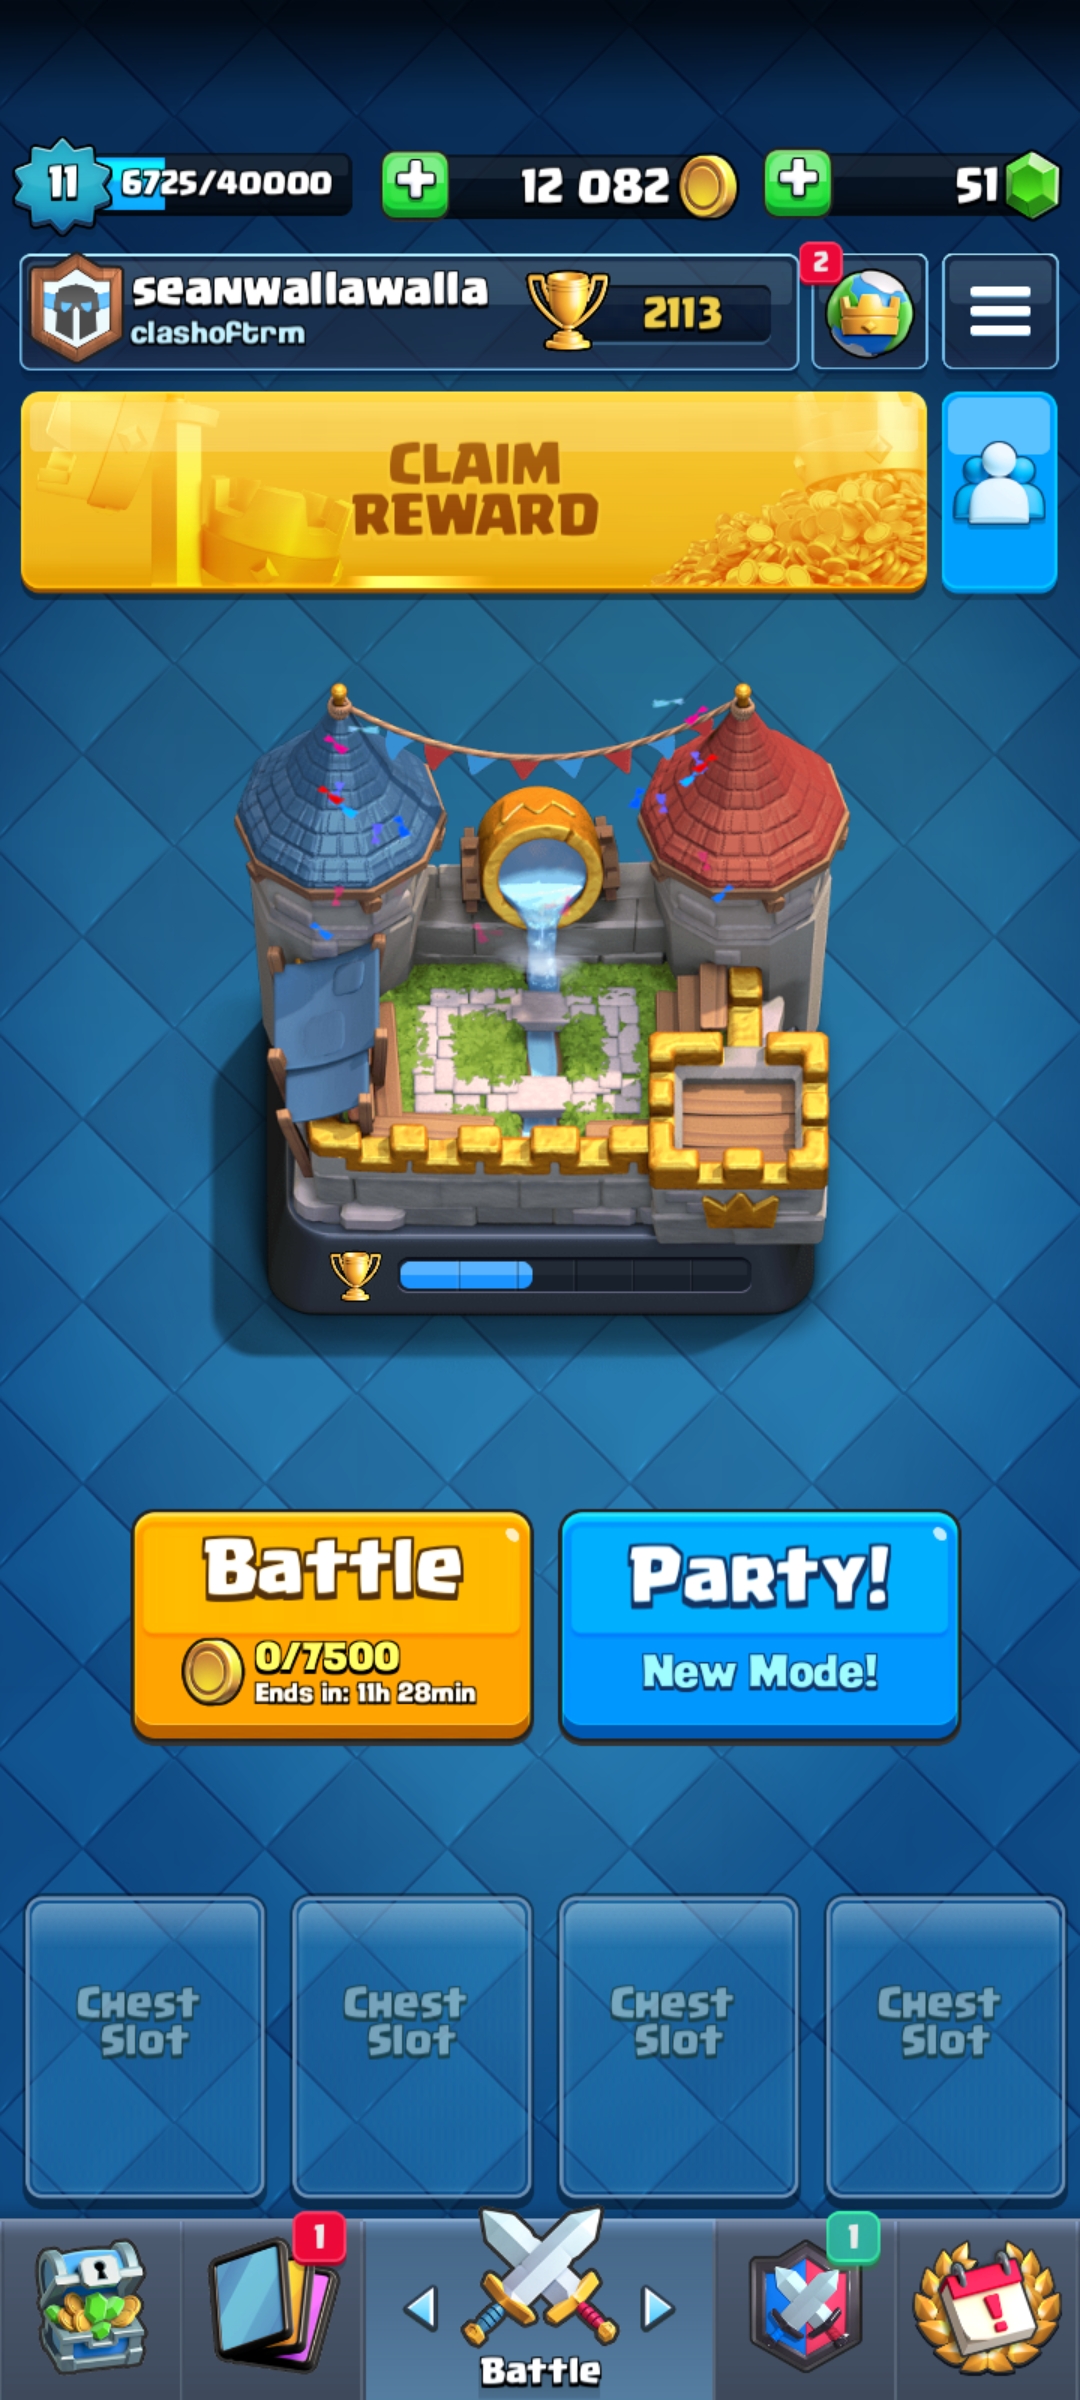 11
6725/40000
12 082
51
seanwallawalla
clashoftrm
2113
2
CLAIM
REWARD
Battle
0/7500
Ends in: 11h 28min
Party!
New Mode!
Chest
Slot
Chest
Slot
Chest
Slot
Chest
Slot
1
1
Battle